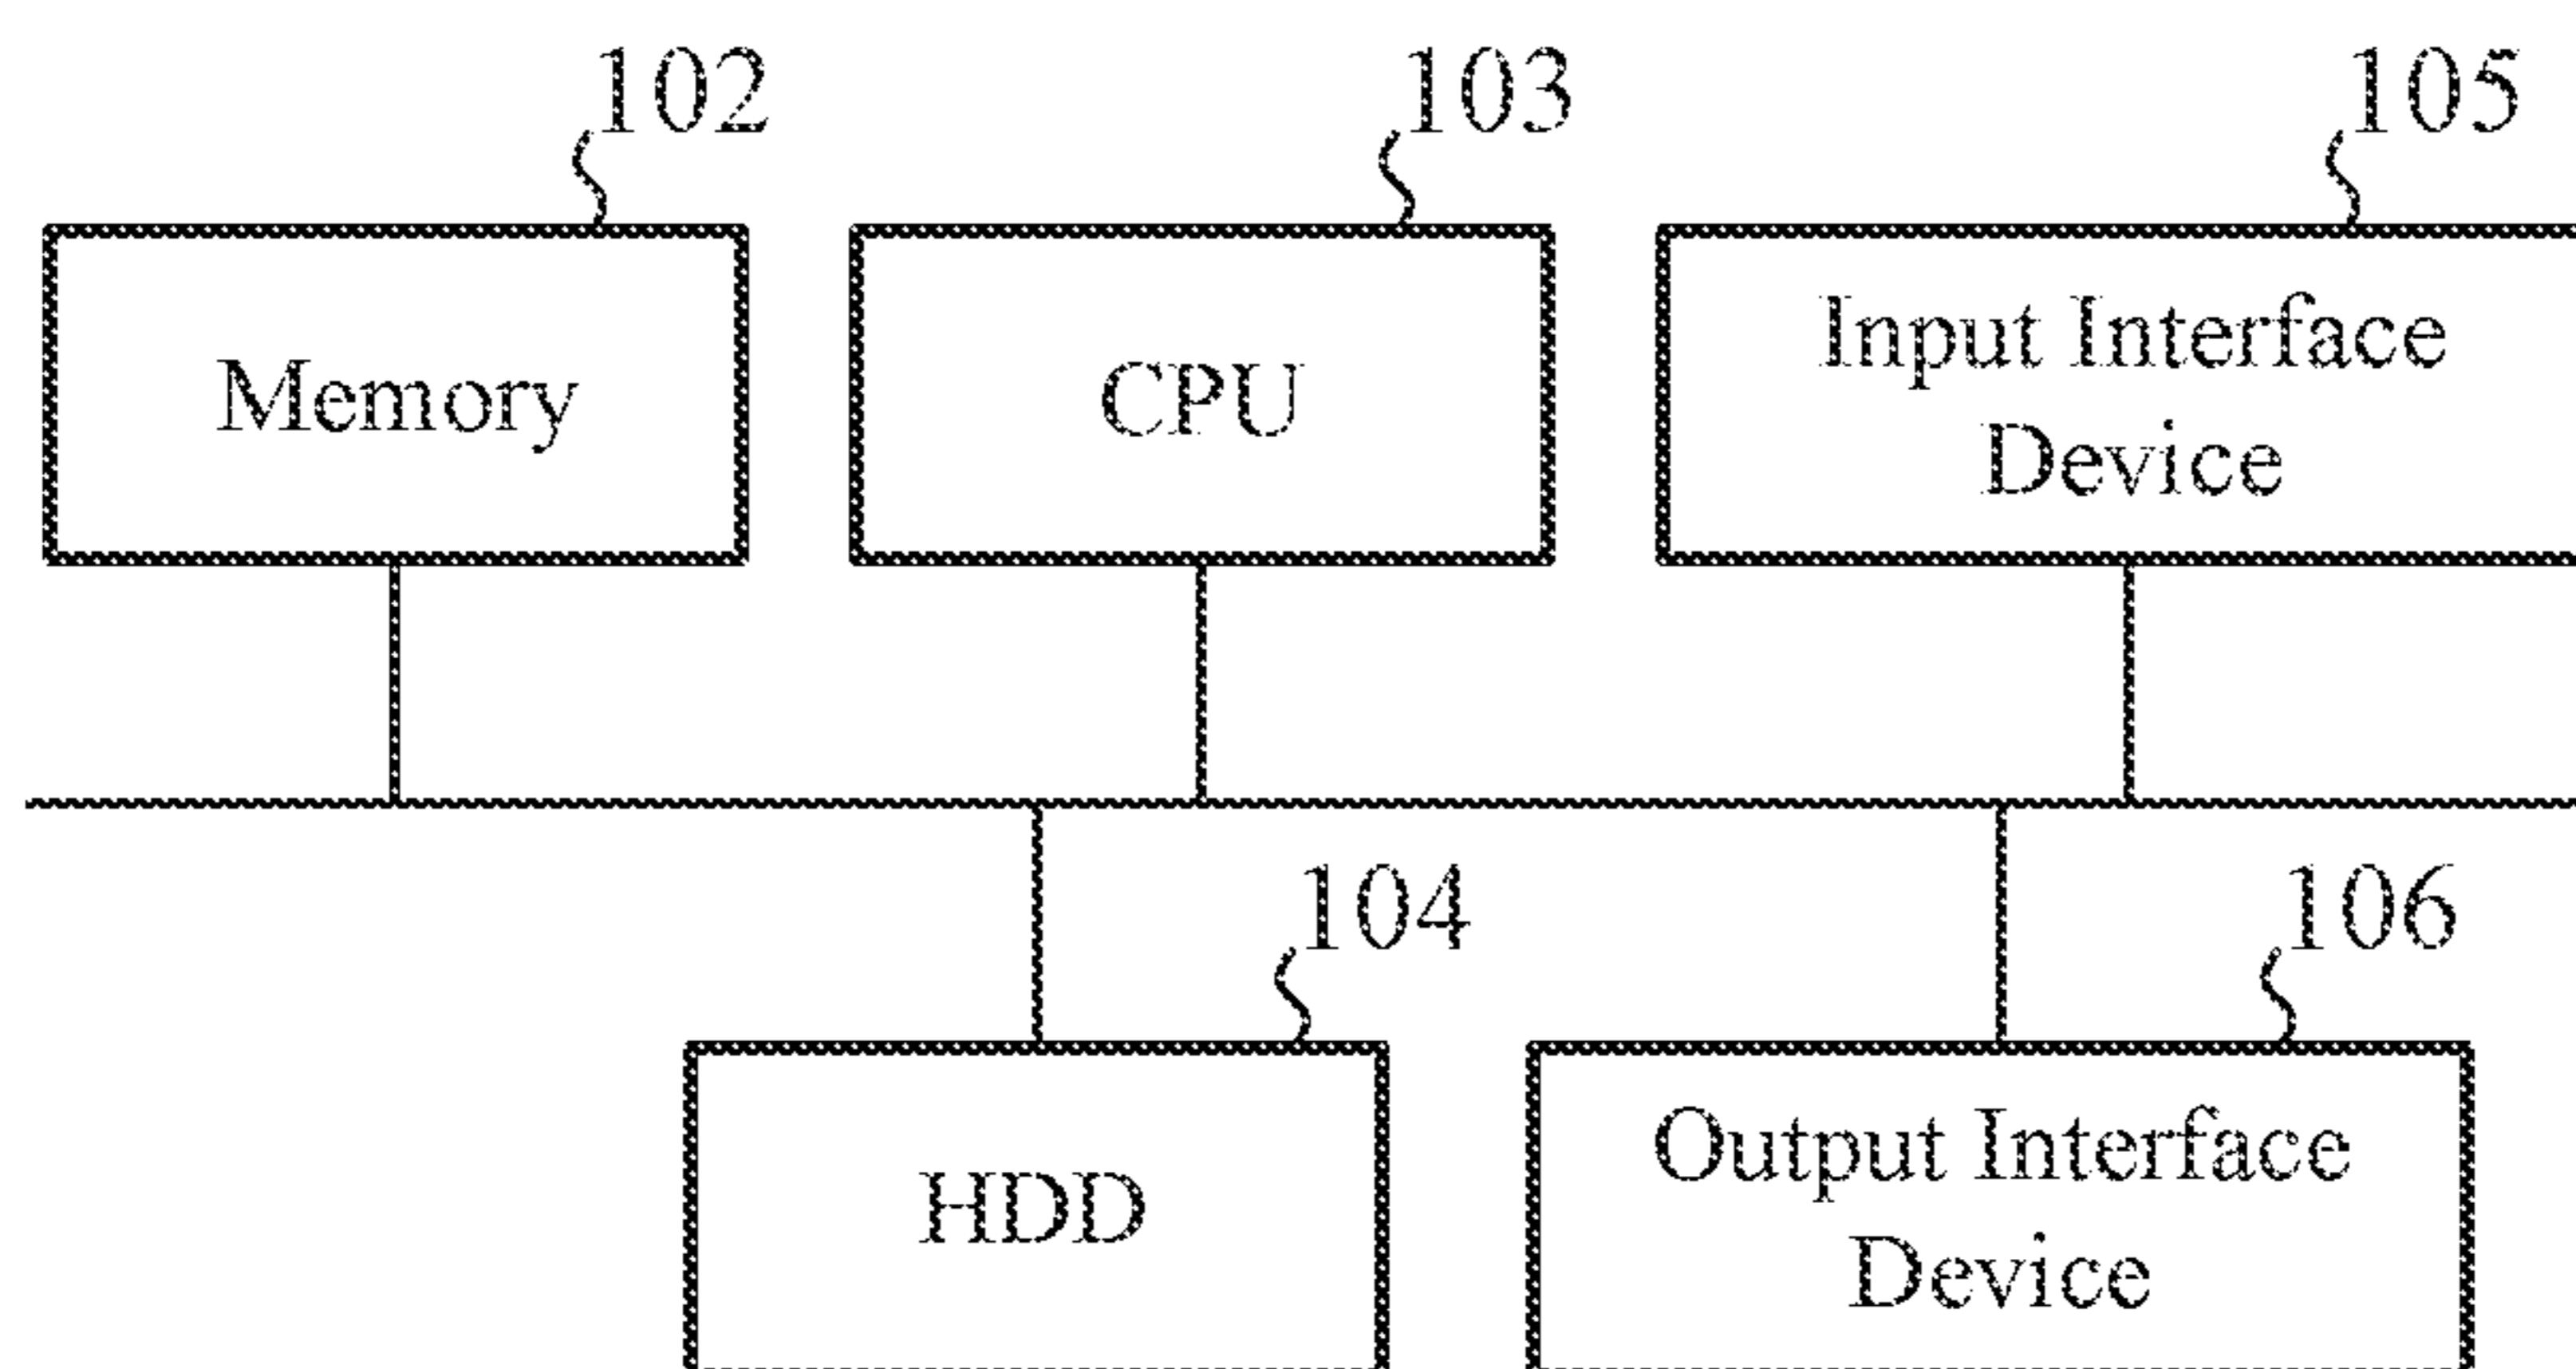 102
103
105
Memory
CPU
Input Interface
Device
104
106
HDD
Output Interface
Device